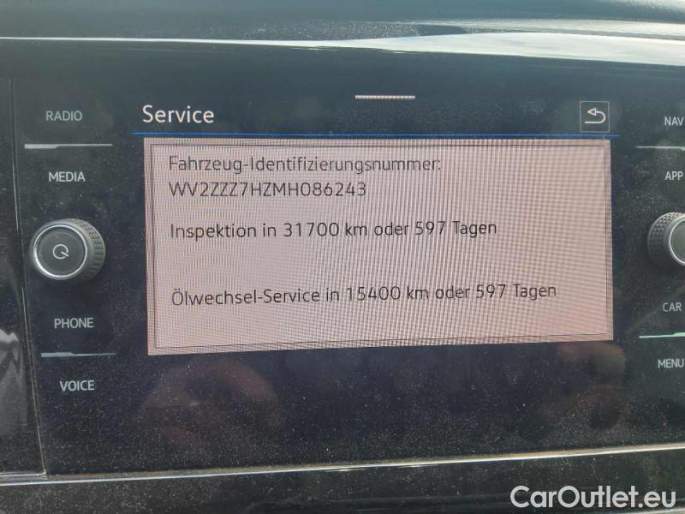 RADIO
Service
NAV
MEDIA
APP
Fahrzeug-Identifizierungsnummer:
WV2ZZZ7HZMH086243
Inspektion in 31700 km oder 597 Tagen
Ölwechsel-Service in 15400 km oder 597 Tagen
CAR
PHONE
MENU
VOICE
CarOutlet.eu